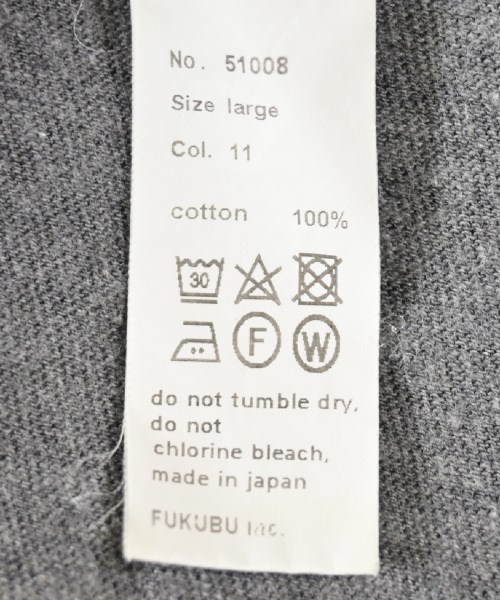 No. 51008
Size large
Col. 11
cotton 100%
30
F W
do not tumble dry,
do not
chlorine bleach,
made in japan
FUKUBU Inc.